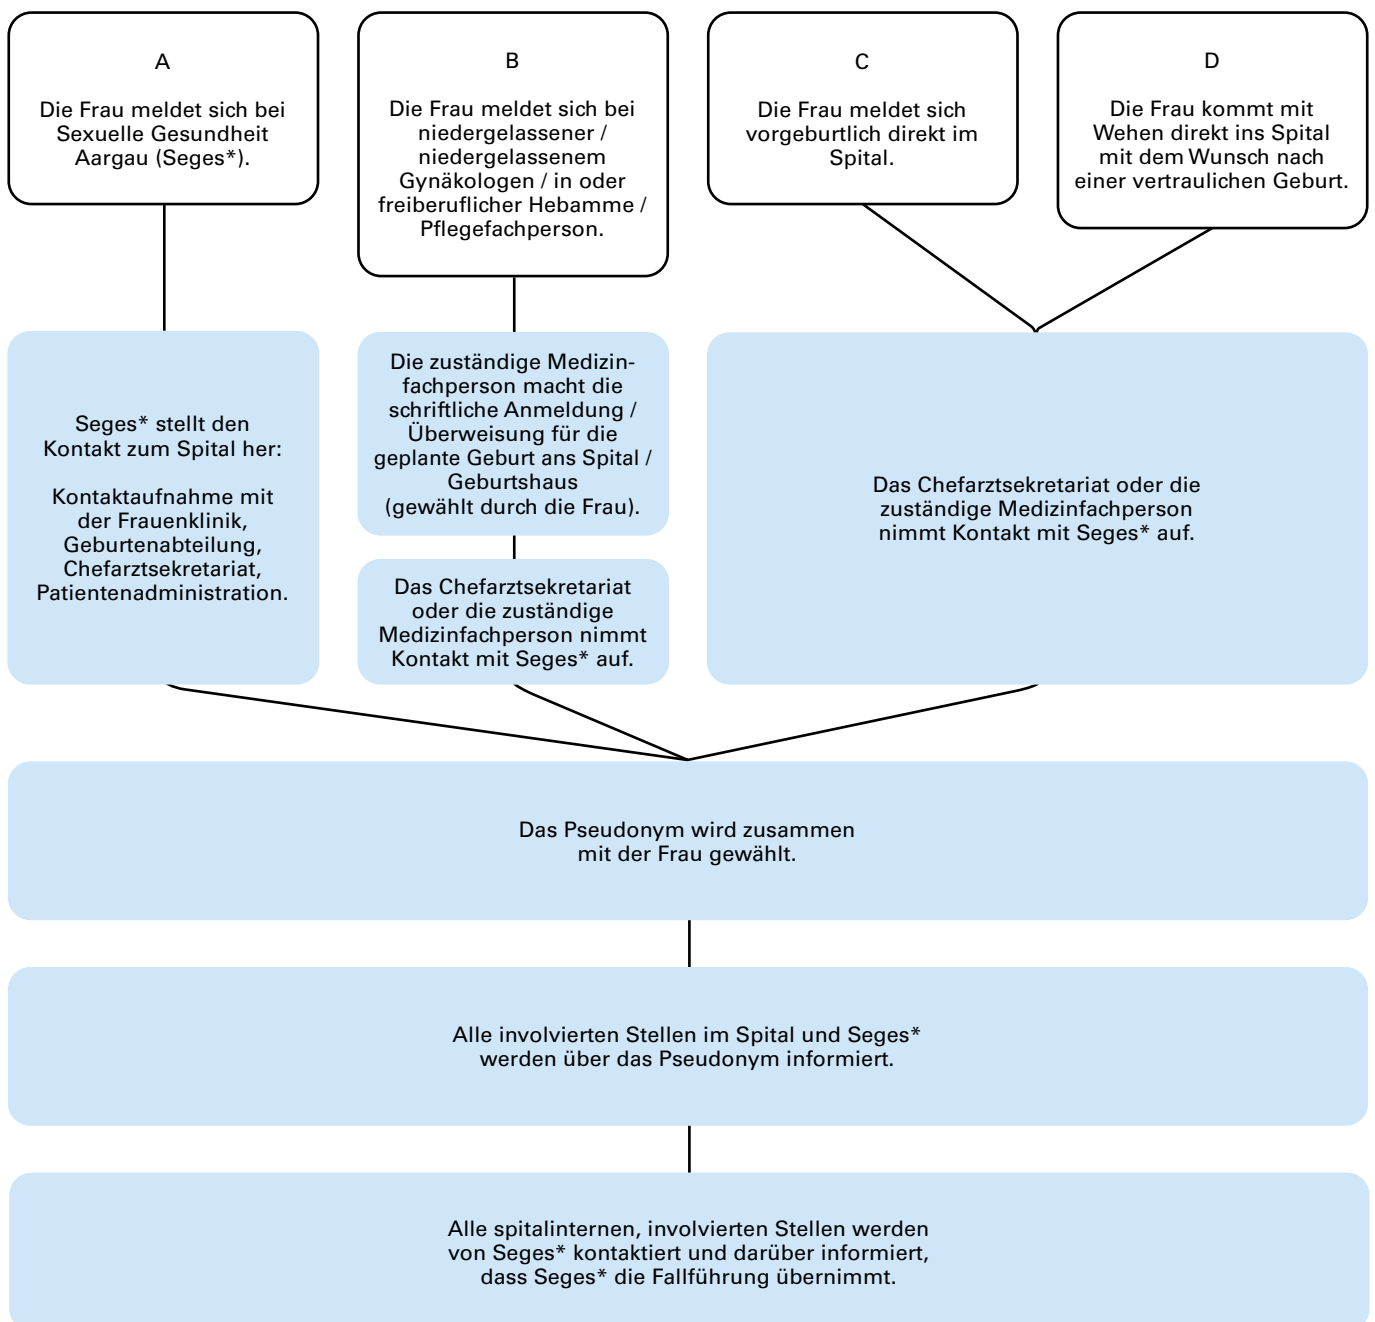 A
Die Frau meldet sich bei
Sexuelle Gesundheit
Aargau (Seges*).
B
Die Frau meldet sich bei
niedergelassener /
niedergelassenem
Gynäkologen / in oder
freiberuflicher Hebamme /
Pflegefachperson.
C
Die Frau meldet sich
vorgeburtlich direkt im
Spital.
D
Die Frau kommt mit
Wehen direkt ins Spital
mit dem Wunsch nach
einer vertraulichen Geburt.
Seges* stellt den
Kontakt zum Spital her:
Kontaktaufnahme mit
der Frauenklinik,
Geburtenabteilung,
Chefarztsekretariat,
Patientenadministration.
Die zuständige Medizin-
fachperson macht die
schriftliche Anmeldung /
Überweisung für die
geplante Geburt ans Spital /
Geburtshaus
(gewählt durch die Frau).
Das Chefarztsekretariat
oder die zuständige
Medizinfachperson nimmt
Kontakt mit Seges* auf.
Das Chefarztsekretariat oder die
zuständige Medizinfachperson
nimmt Kontakt mit Seges* auf.
Das Pseudonym wird zusammen
mit der Frau gewählt.
Alle involvierten Stellen im Spital und Seges*
werden über das Pseudonym informiert.
Alle spitalinternen, involvierten Stellen werden
von Seges* kontaktiert und darüber informiert,
dass Seges* die Fallführung übernimmt.